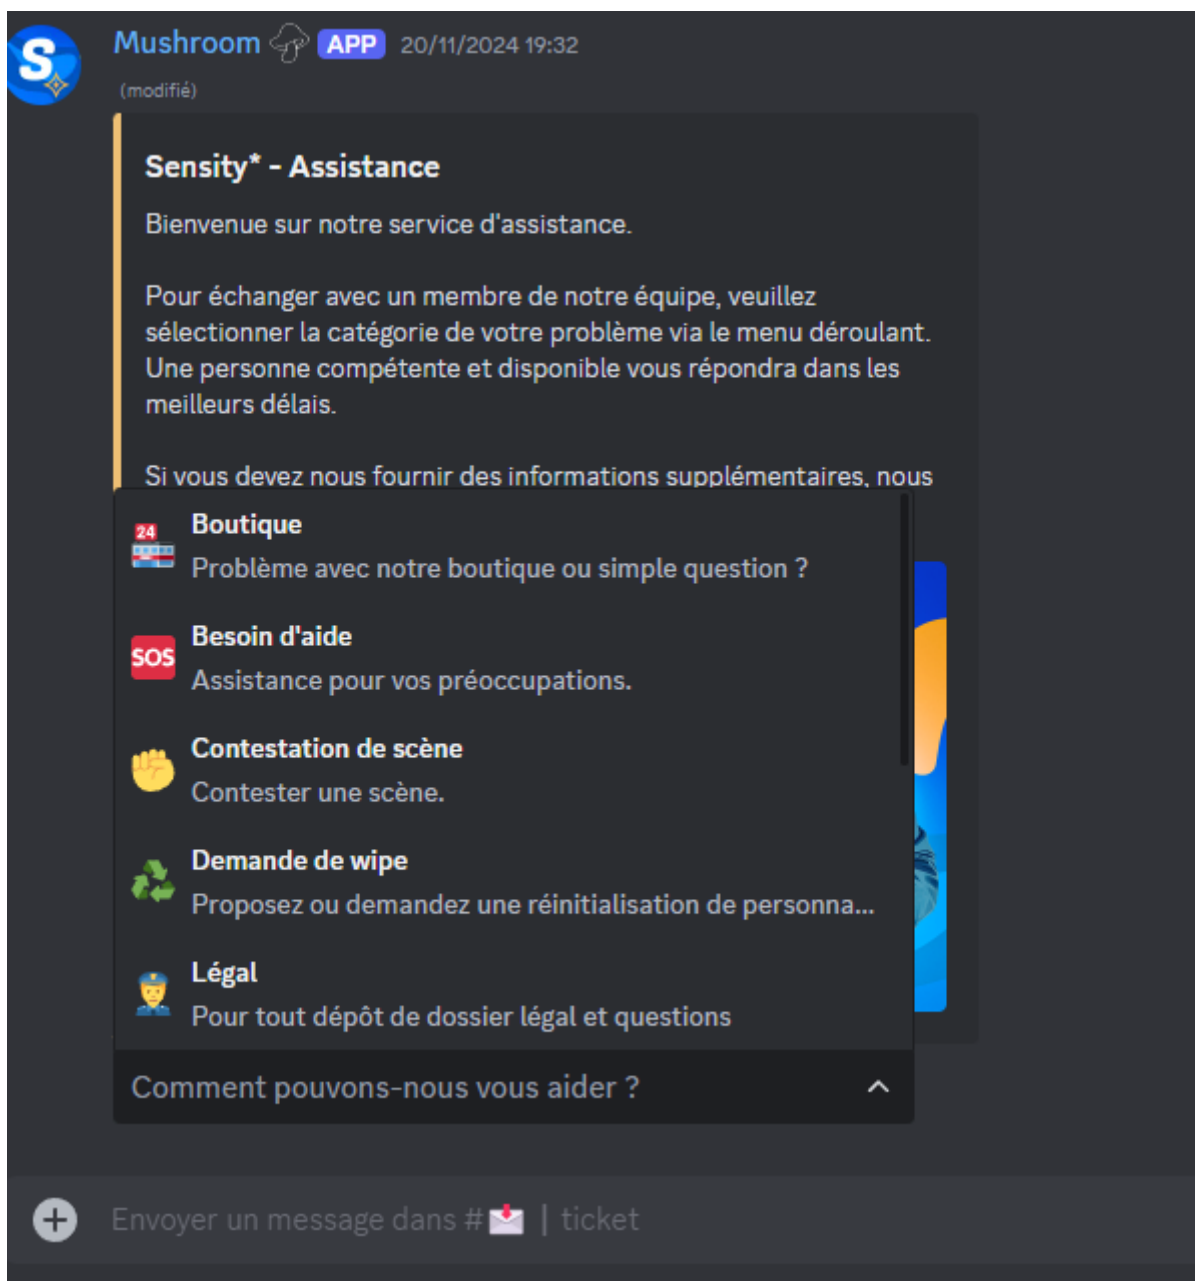 S
Mushroom APP 20/11/2024 19:32
(modifié)
Sensity* - Assistance
Bienvenue sur notre service d'assistance.
Pour échanger avec un membre de notre équipe, veuillez
sélectionner la catégorie de votre problème via le menu déroulant.
Une personne compétente et disponible vous répondra dans les
meilleurs délais.
Si vous devez nous fournir des informations supplémentaires, nous
24
Boutique
Problème avec notre boutique ou simple question ?
SOS
Besoin d'aide
Assistance pour vos préoccupations.
Contestation de scène
Contester une scène.
Demande de wipe
Proposez ou demandez une réinitialisation de personna...
Légal
Pour tout dépôt de dossier légal et questions
Comment pouvons-nous vous aider ?
Envoyer un message dans #📩 | ticket